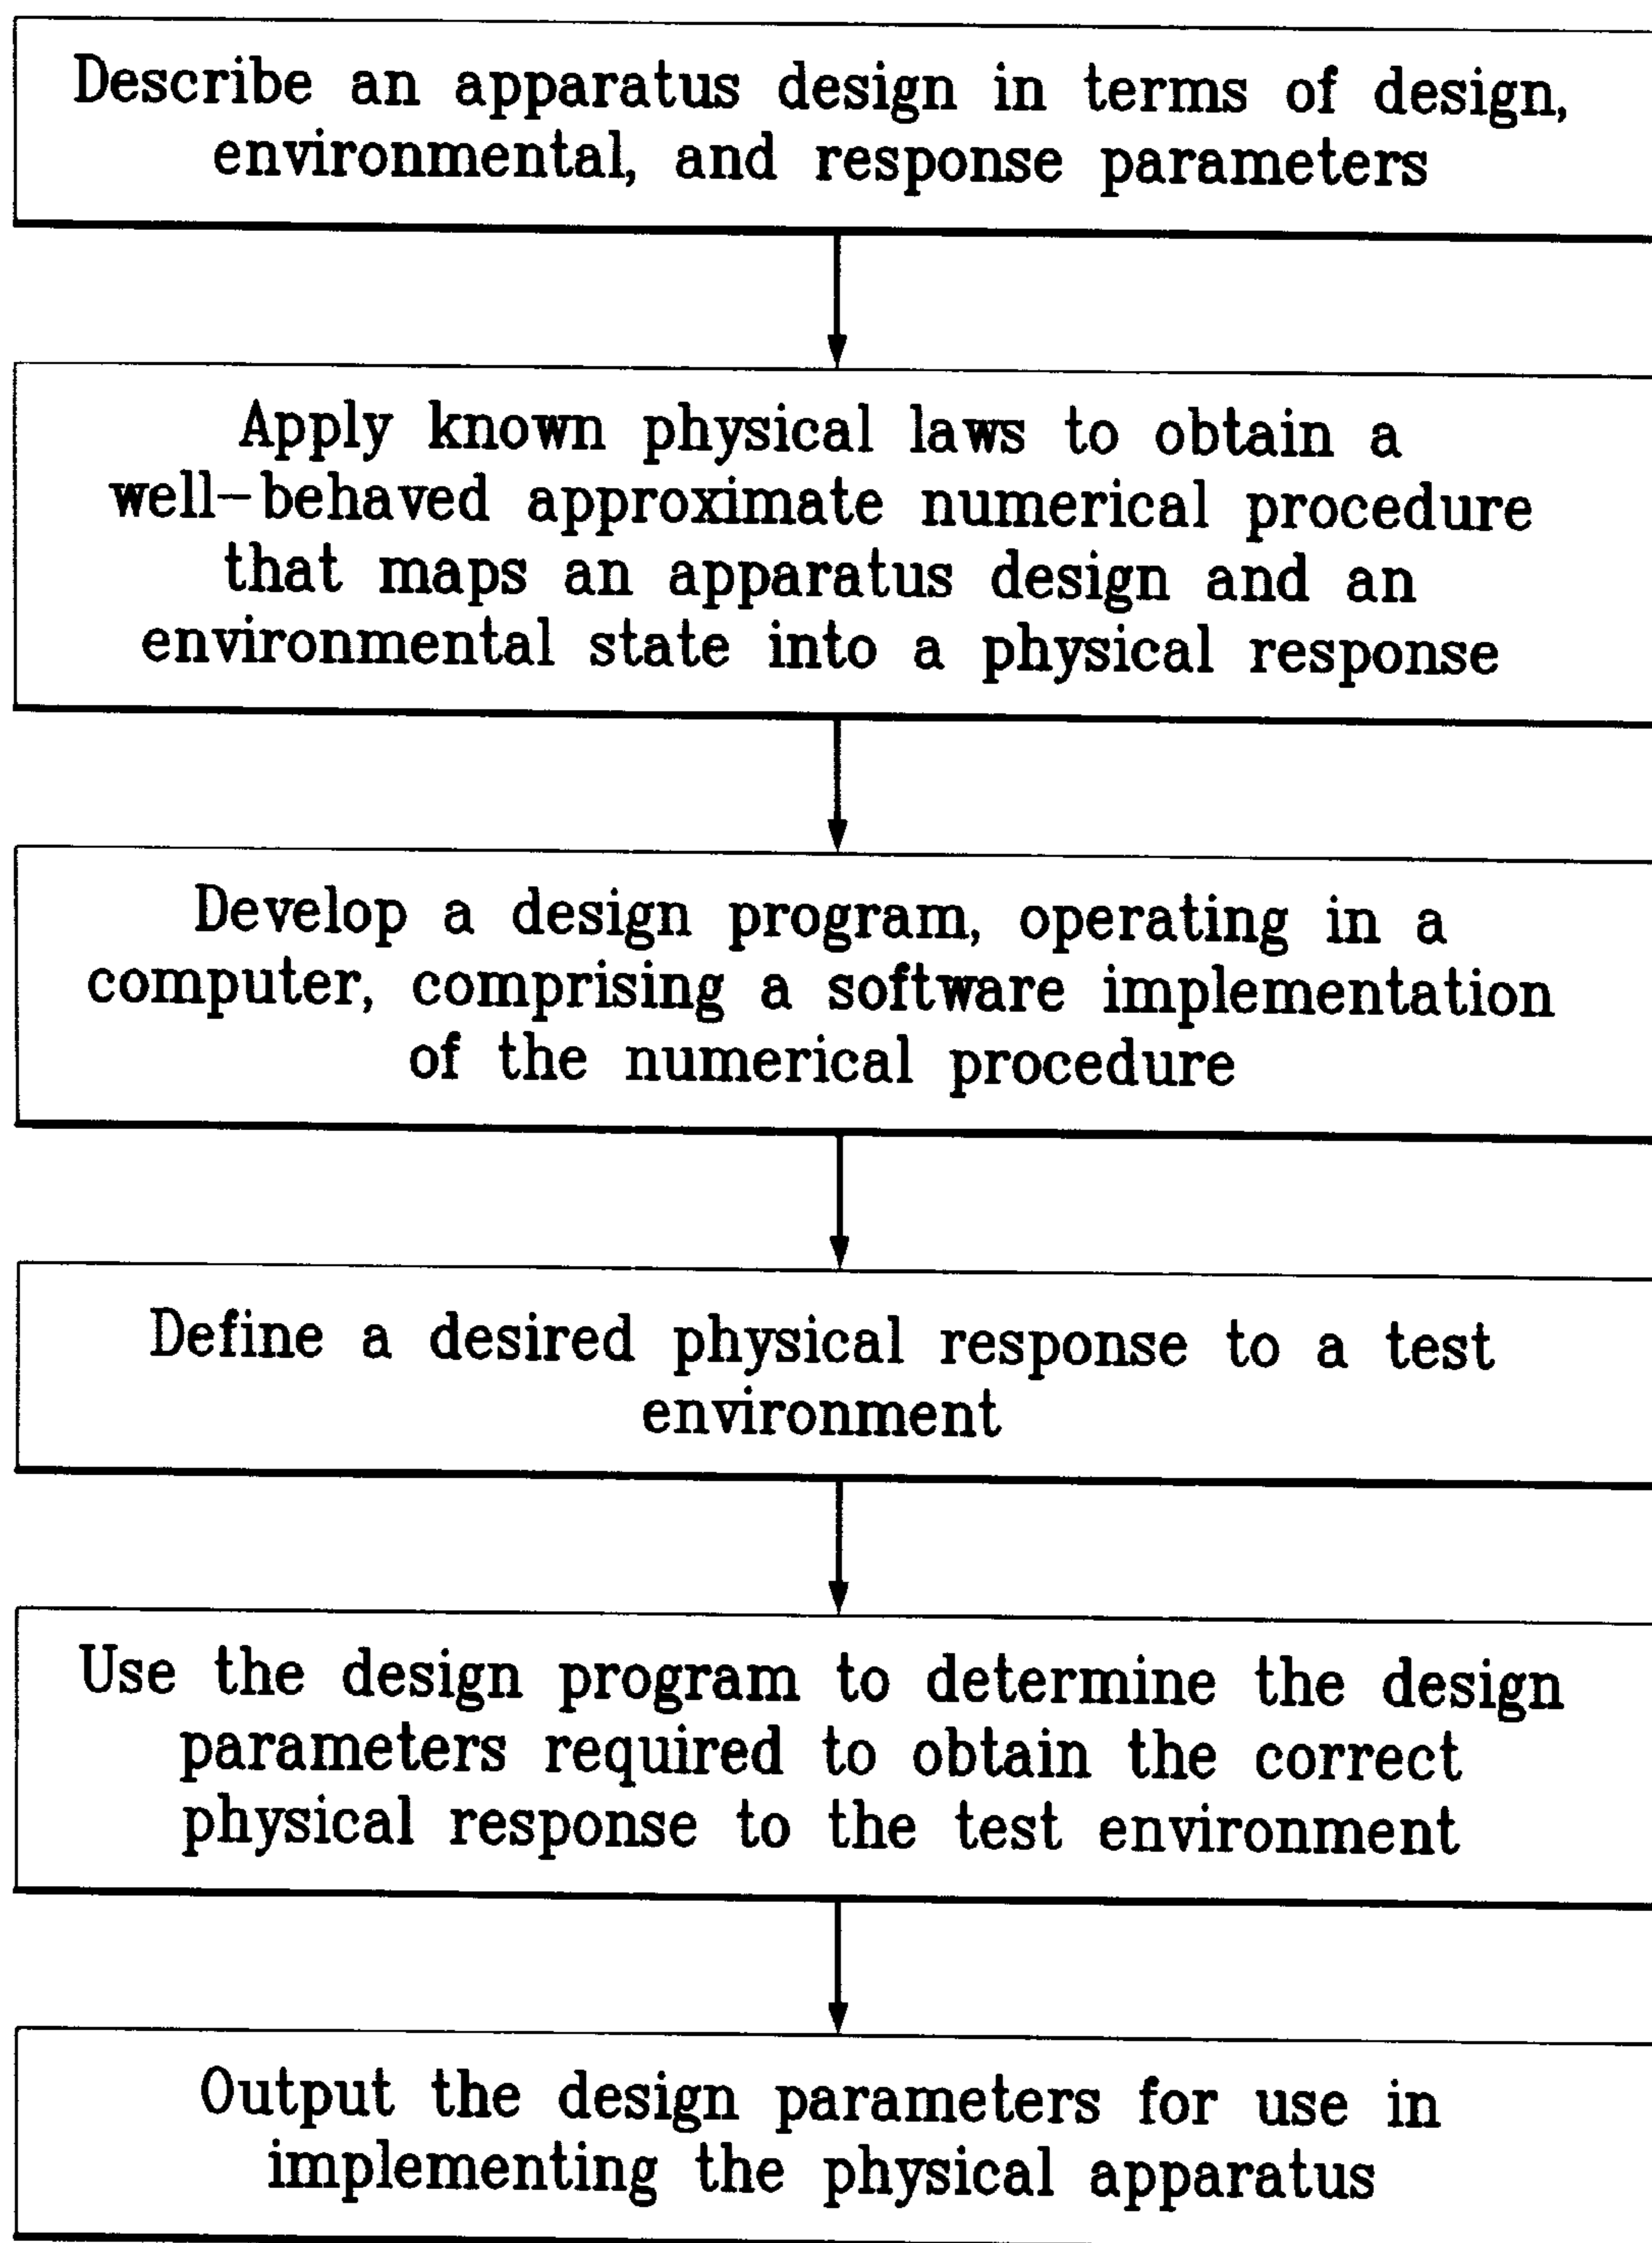 Describe an apparatus design in terms of design,
environmental, and response parameters
Apply known physical laws to obtain a
well-behaved approximate numerical procedure
that maps an apparatus design and an
environmental state into a physical response
Develop a design program, operating in a
computer, comprising a software implementation
of the numerical procedure
Define a desired physical response to a test
environment
Use the design program to determine the design
parameters required to obtain the correct
physical response to the test environment
Output the design parameters for use in
implementing the physical apparatus